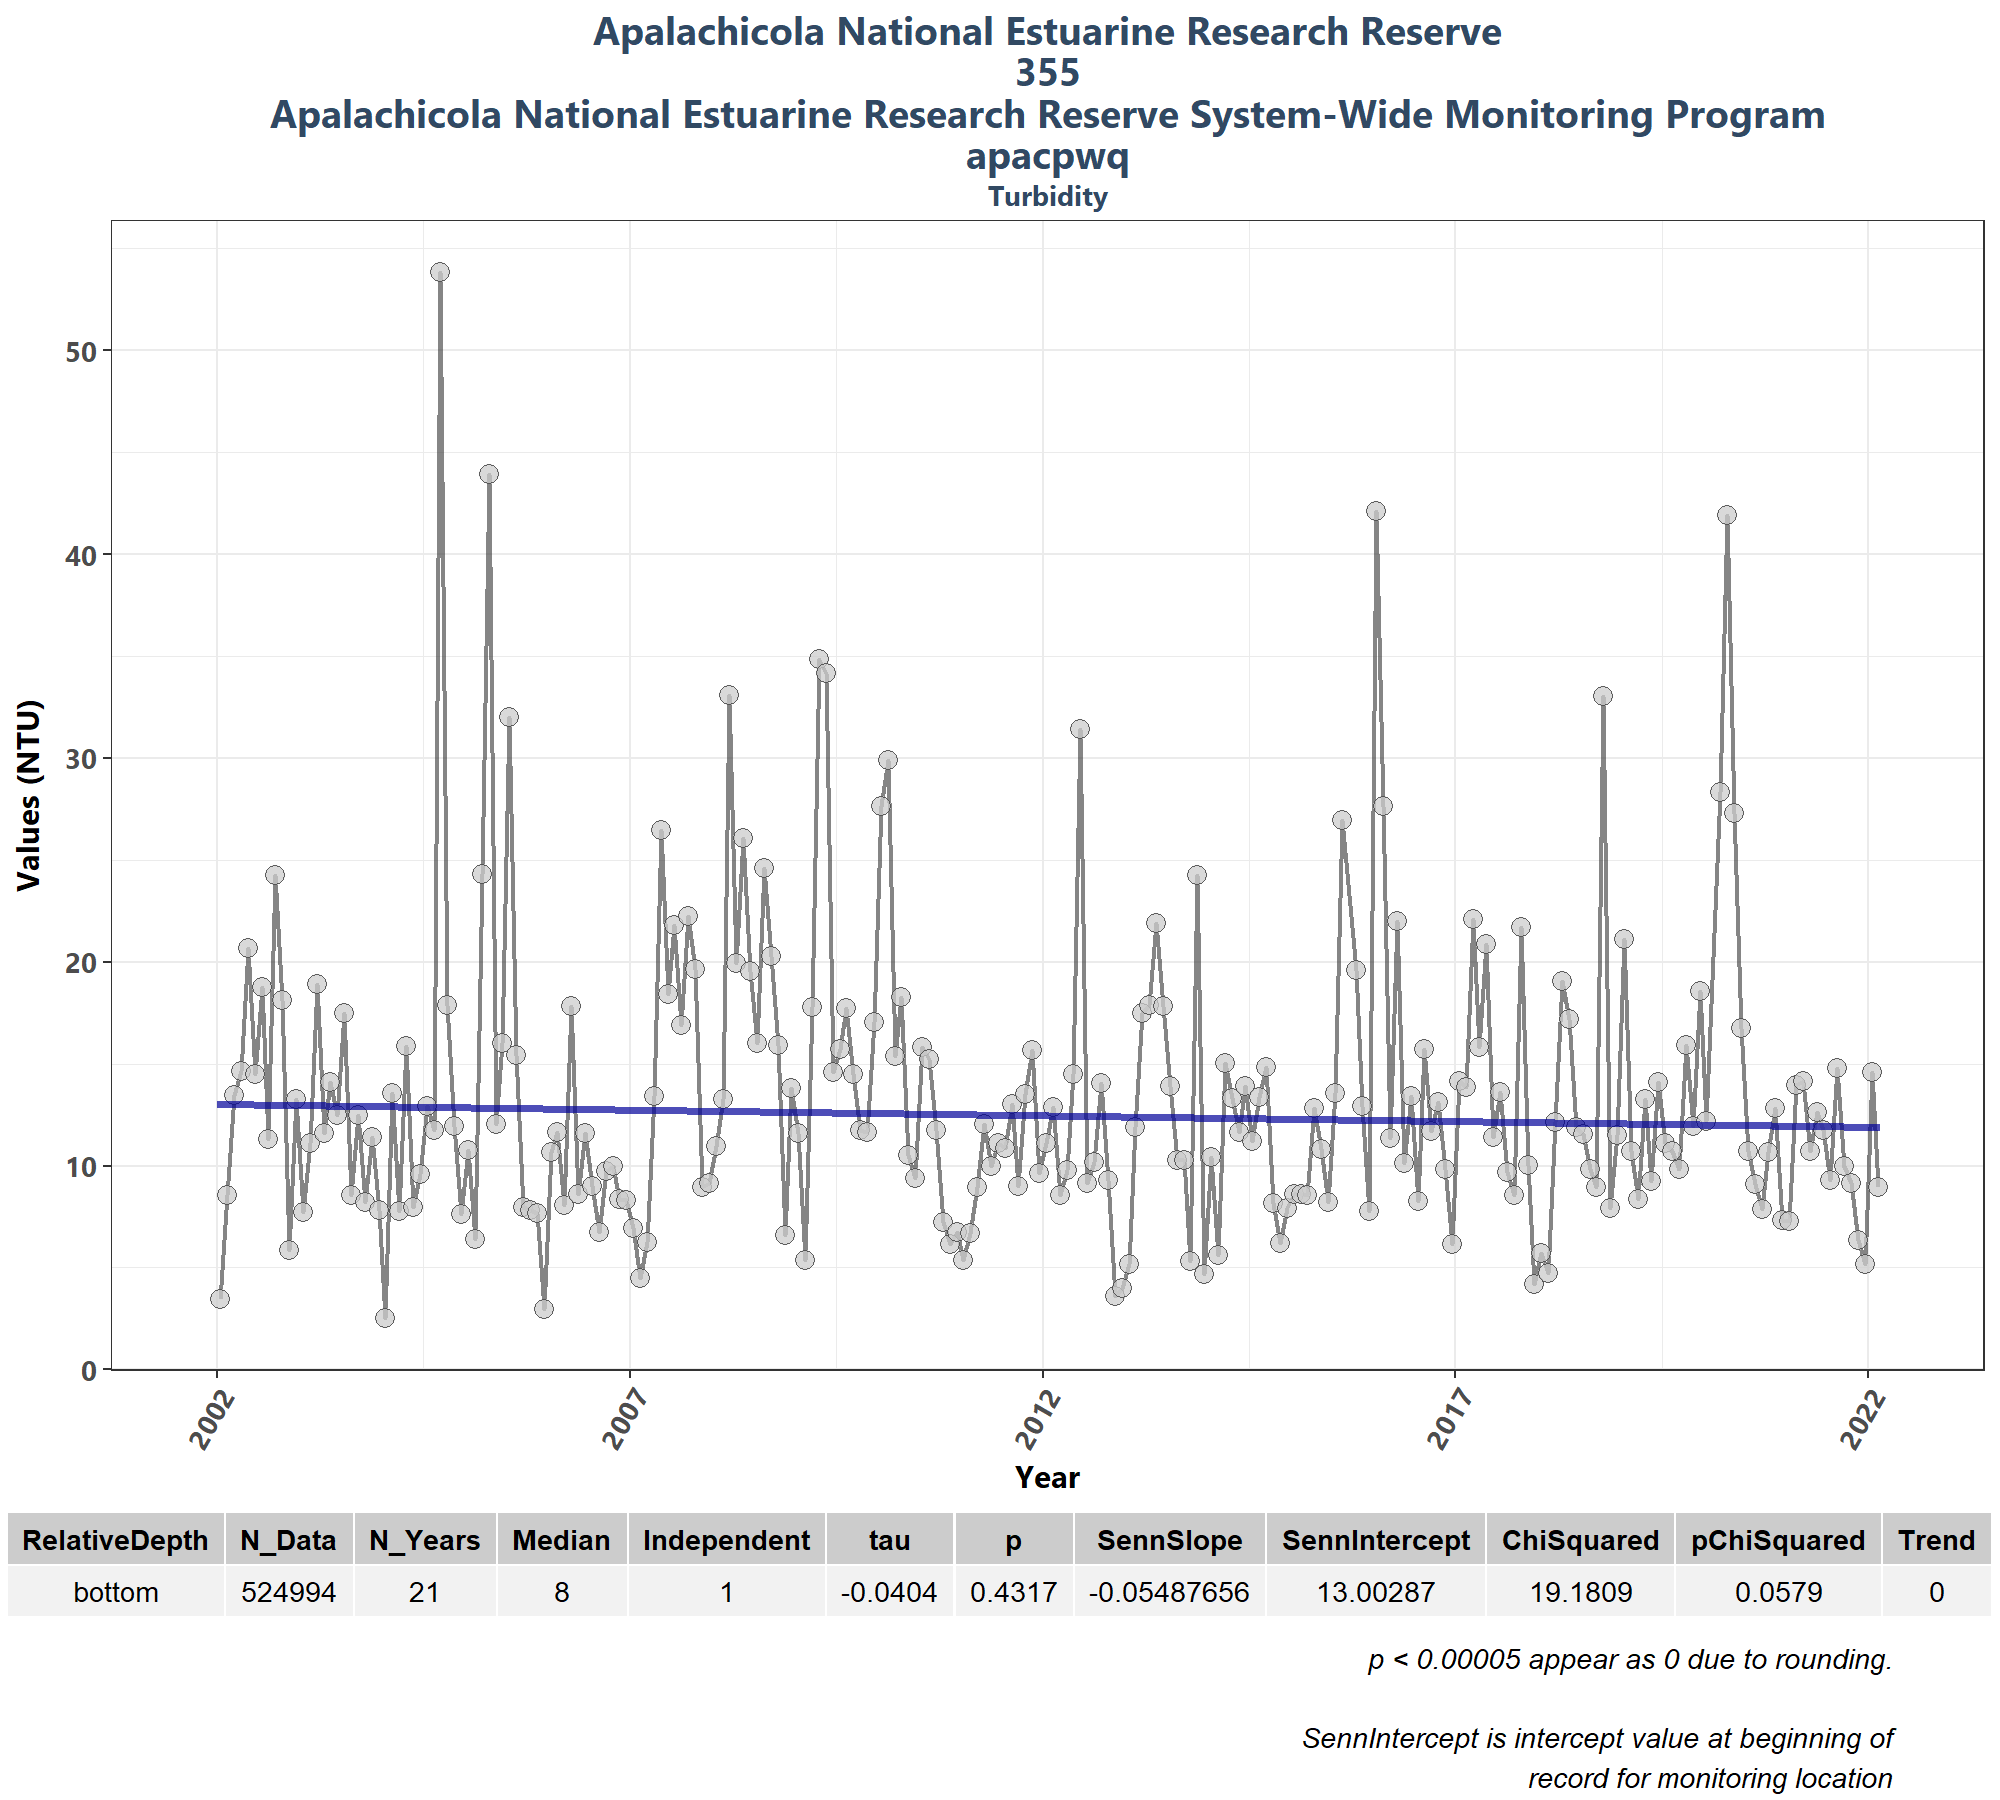 Apalachicola National Estuarine Research Reserve
355
Apalachicola National Estuarine Research Reserve System-Wide Monitoring Program
apacpwq
Turbidity
Values (NTU)
50
40
30
20
10
0
2002 2007 2012 2017 2022
Year
RelativeDepth N_Data N_Years Median Independent tau p SennSlope SennIntercept ChiSquared pChiSquared Trend
bottom 524994 21 8 1 -0.0404 0.4317 -0.05487656 13.00287 19.1809 0.0579 0
p < 0.00005 appear as 0 due to rounding.
SennIntercept is intercept value at beginning of
record for monitoring location